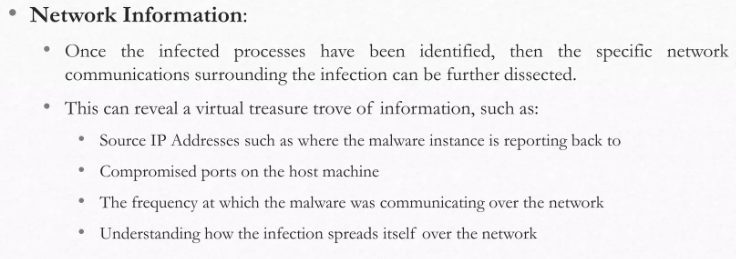 • Network Information:
• Once the infected processes have been identified, then the specific network
communications surrounding the infection can be further dissected.
• This can reveal a virtual treasure trove of information, such as:
• Source IP Addresses such as where the malware instance is reporting back to
• Compromised ports on the host machine
• The frequency at which the malware was communicating over the network
• Understanding how the infection spreads itself over the network